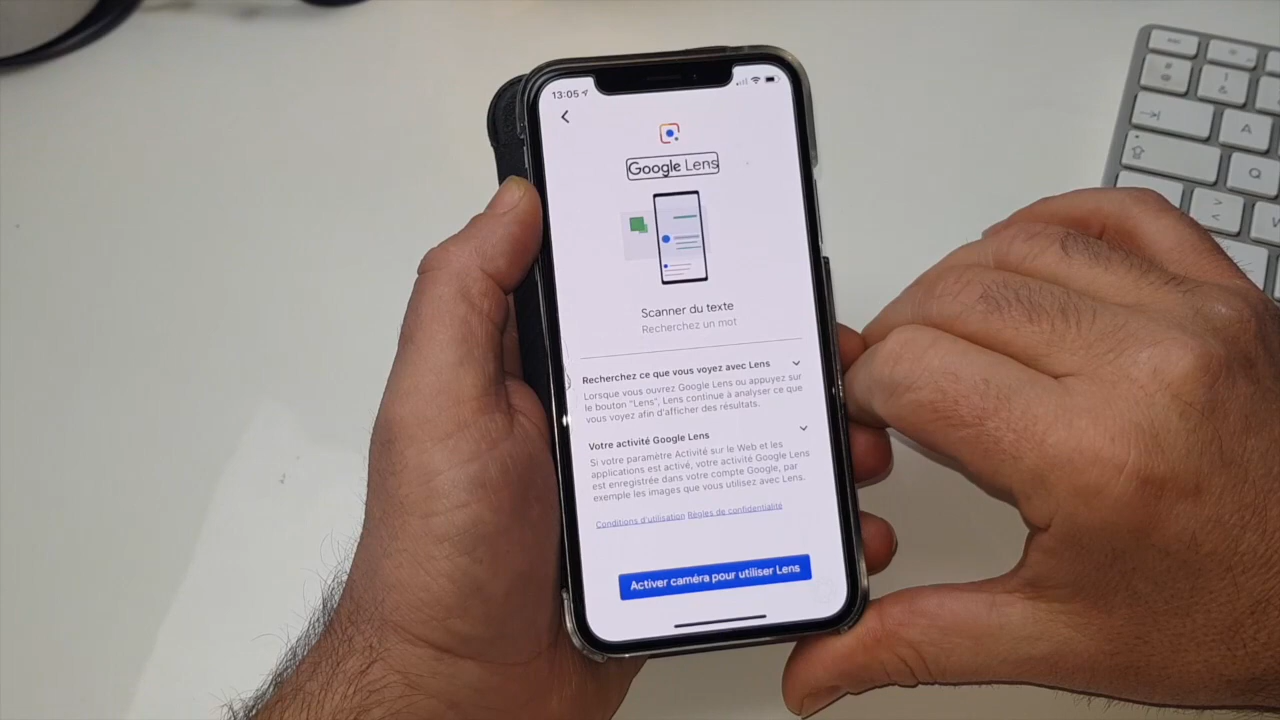 13:05
Google Lens
Scanner du texte
Recherchez un mot
Recherchez ce que vous voyez avec Lens
Lorsque vous ouvrez Google Lens ou appuyez sur
le bouton "Lens", Lens continue à analyser ce que
vous voyez afin d'afficher des résultats.
Votre activité Google Lens
Si votre paramètre Activité sur le Web et les
applications est activé, votre activité Google Lens
est enregistrée dans votre compte Google, par
exemple les images que vous utilisez avec Lens.
Conditions d'utilisation Règles de confidentialité
Activer caméra pour utiliser Lens
A
Q
>
<